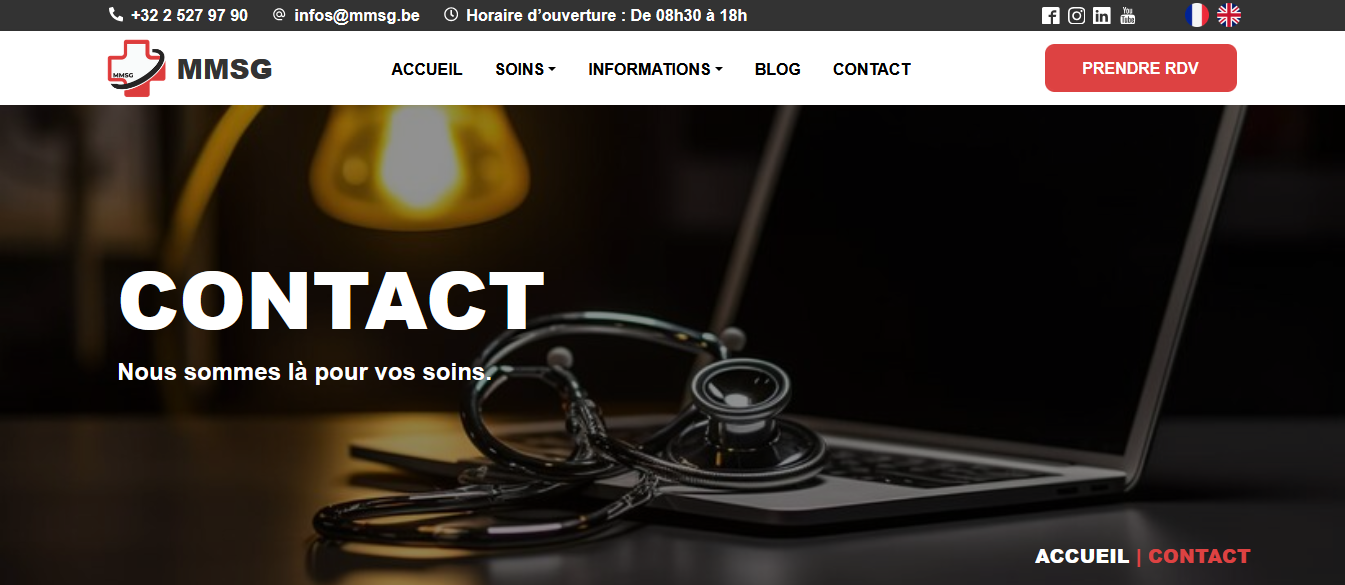 +32 2 527 97 90 infos@mmsg.be Horaire d’ouverture : De 08h30 à 18h You Tube
MMSG MMSG ACCUEIL SOINS INFORMATIONS BLOG CONTACT PRENDRE RDV
CONTACT
Nous sommes là pour vos soins.
ACCUEIL | CONTACT